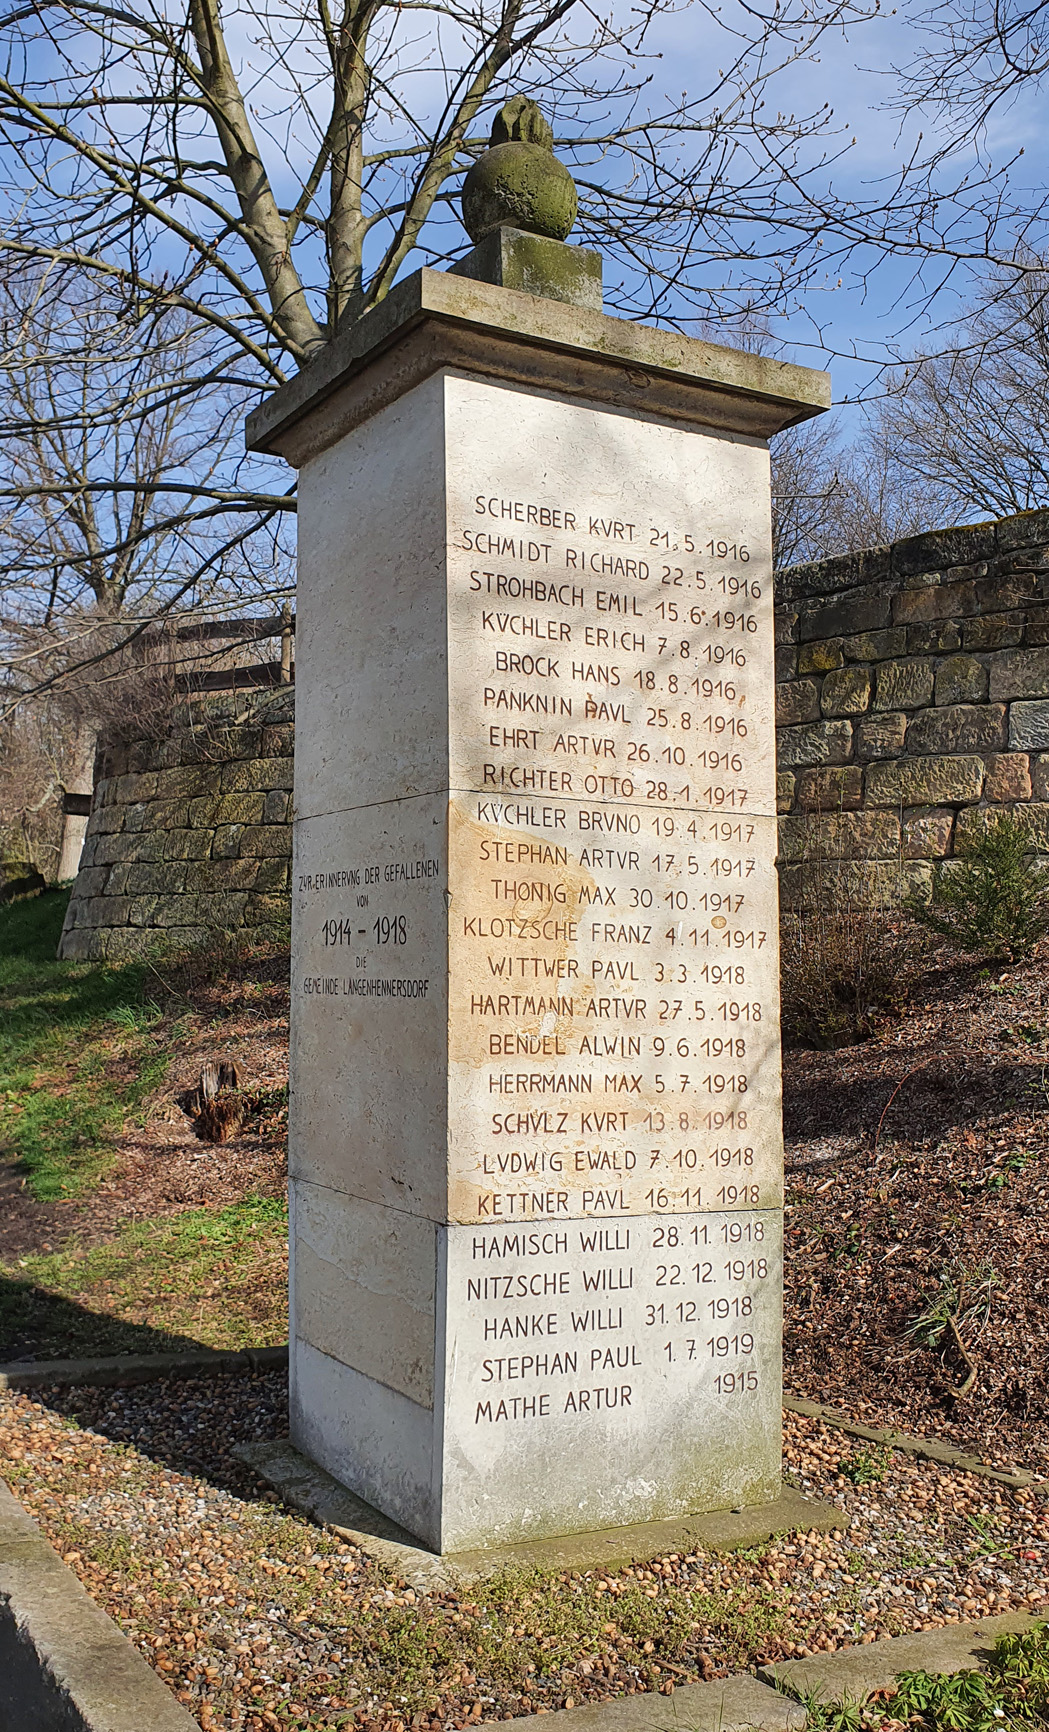 ZUR ERINNERVNG DER GEFALLENEN
VON
1914 - 1918
DIE
GEMEINDE LANGENHENNERSDORF
SCHERBER KVRT 21.5.1916
SCHMIDT RICHARD 22.5.1916
STROHBACH EMIL 15.6.1916
KV̈CHLER ERICH 7.8.1916
BROCK HANS 18.8.1916
PANKNIN PAVL 25.8.1916
EHRT ARTVR 26.10.1916
RICHTER OTTO 28.1.1917
KV̈CHLER BRVNO 19.4.1917
STEPHAN ARTVR 17.5.1917
THONIG MAX 30.10.1917
KLOTZSCHE FRANZ 4.11.1917
WITTWER PAVL 3.3.1918
HARTMANN ARTVR 27.5.1918
BENDEL ALWIN 9.6.1918
HERRMANN MAX 5.7.1918
SCHVLZ KVRT 13.8.1918
LVDWIG EWALD 7.10.1918
KETTNER PAVL 16.11.1918
HAMISCH WILLI 28.11.1918
NITZSCHE WILLI 22.12.1918
HANKE WILLI 31.12.1918
STEPHAN PAUL 1.7.1919
MATHE ARTUR 1915